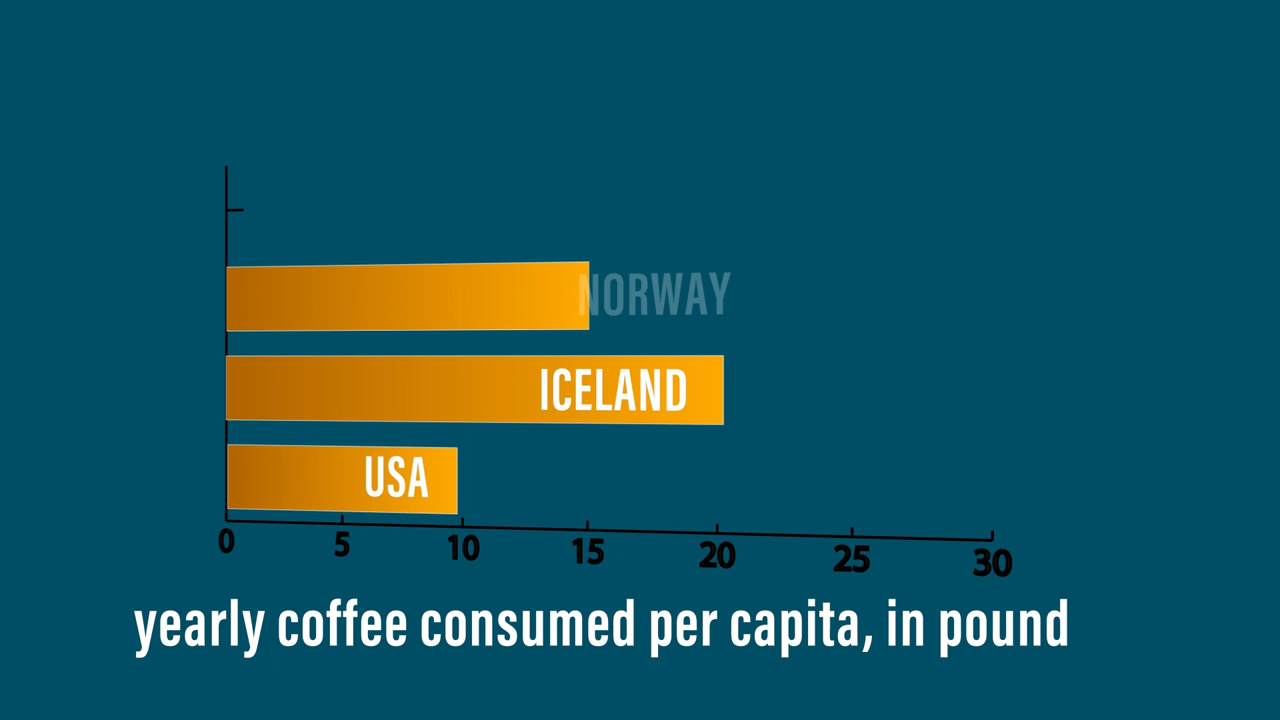 NORWAY
ICELAND
USA
0 5 10 15 20 25 30
yearly coffee consumed per capita, in pound